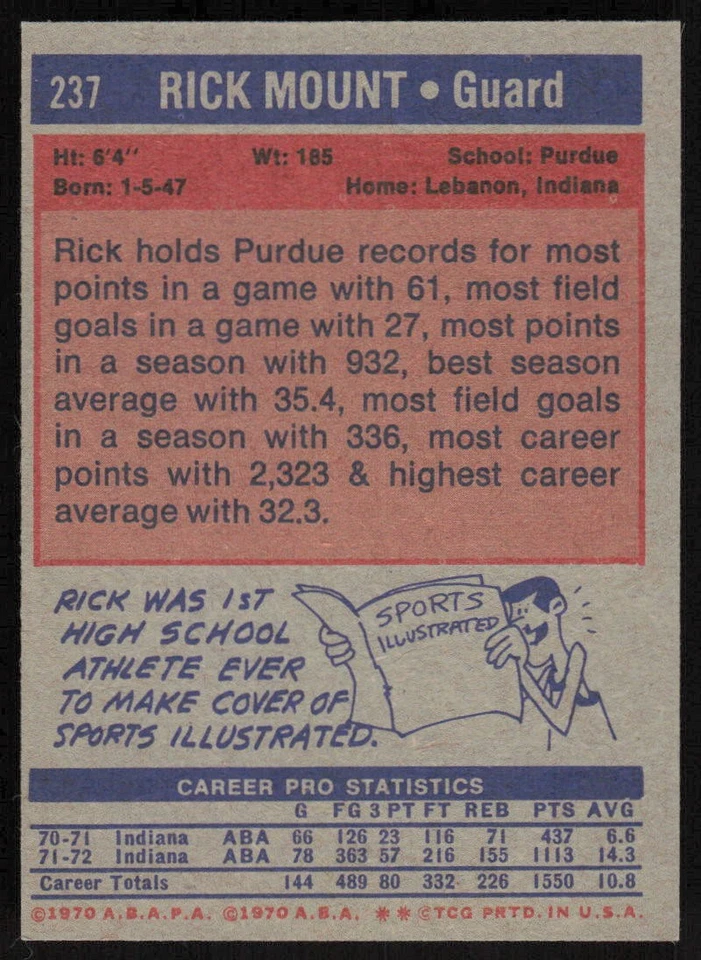 237 RICK MOUNT • Guard
Ht: 6'4" Wt: 185 School: Purdue
Born: 1-5-47 Home: Lebanon, Indiana
Rick holds Purdue records for most
points in a game with 61, most field
goals in a game with 27, most points
in a season with 932, best season
average with 35.4, most field goals
in a season with 336, most career
points with 2,323 & highest career
average with 32.3.
RICK WAS 1ST
HIGH SCHOOL
ATHLETE EVER
TO MAKE COVER OF
SPORTS ILLUSTRATED.
SPORTS
ILLUSTRATED
CAREER PRO STATISTICS
G FG 3 PT FT REB PTS AVG
70-71 Indiana ABA 66 126 23 116 71 437 6.6
71-72 Indiana ABA 78 363 57 216 155 1113 14.3
Career Totals 144 489 80 332 226 1550 10.8
©1970 A.B.A.P.A. ©1970 A.B.A. ** ©TCG PRTD. IN U.S.A.